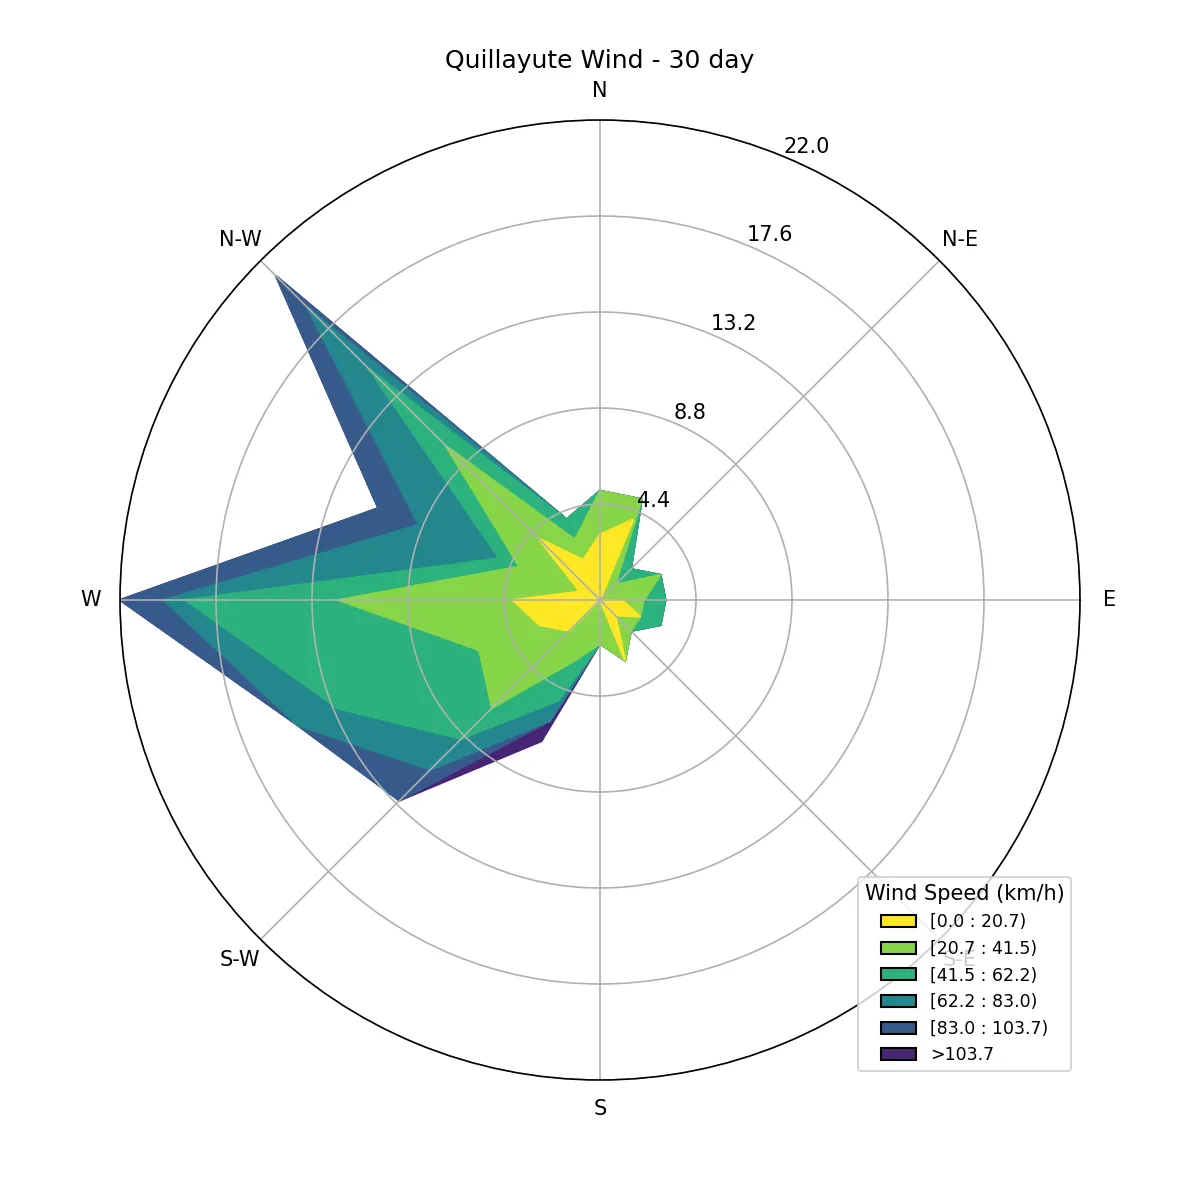 Quillayute Wind - 30 day
N
22.0
N-W
17.6
N-E
13.2
8.8
4.4
W
E
S-W
S-E
S
Wind Speed (km/h)
[0.0 : 20.7)
[20.7 : 41.5)
[41.5 : 62.2)
[62.2 : 83.0)
[83.0 : 103.7)
>103.7